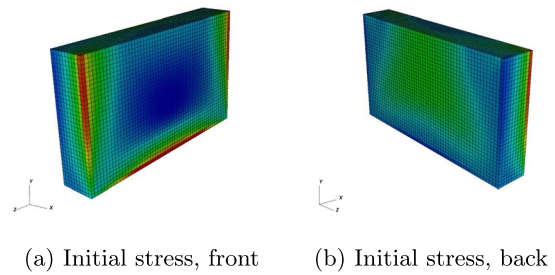 Y
Z
X
Y
X
Z
(a) Initial stress, front
(b) Initial stress, back